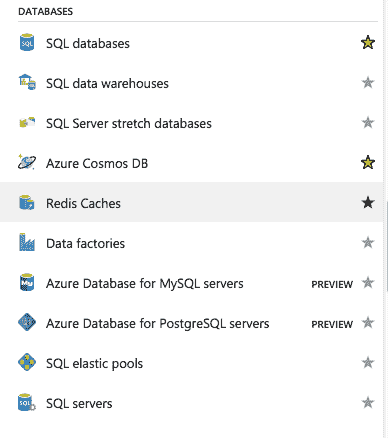 DATABASES
SQL databases
SQL data warehouses
SQL Server stretch databases
Azure Cosmos DB
Redis Caches
Data factories
Azure Database for MySQL servers PREVIEW
Azure Database for PostgreSQL servers PREVIEW
SQL elastic pools
SQL servers